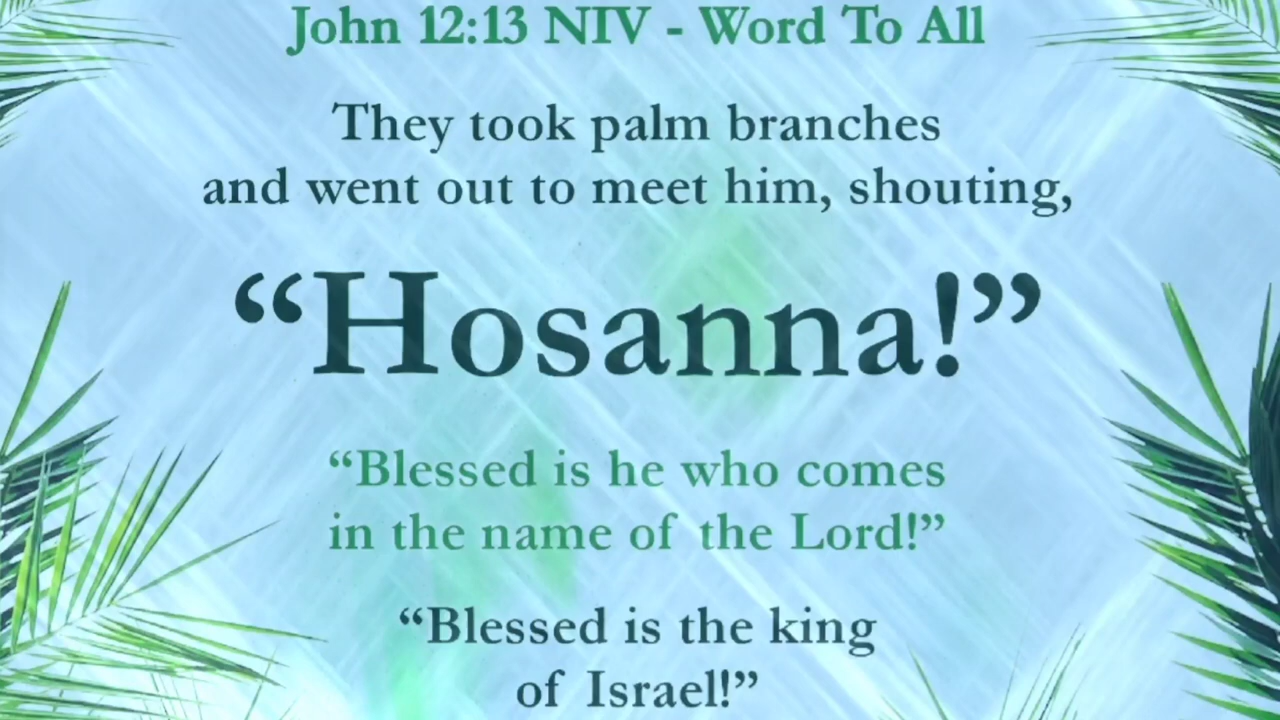 John 12:13 NIV - Word To All
They took palm branches
and went out to meet him, shouting,
“Hosanna!”
“Blessed is he who comes
in the name of the Lord!”
“Blessed is the king
of Israel!”